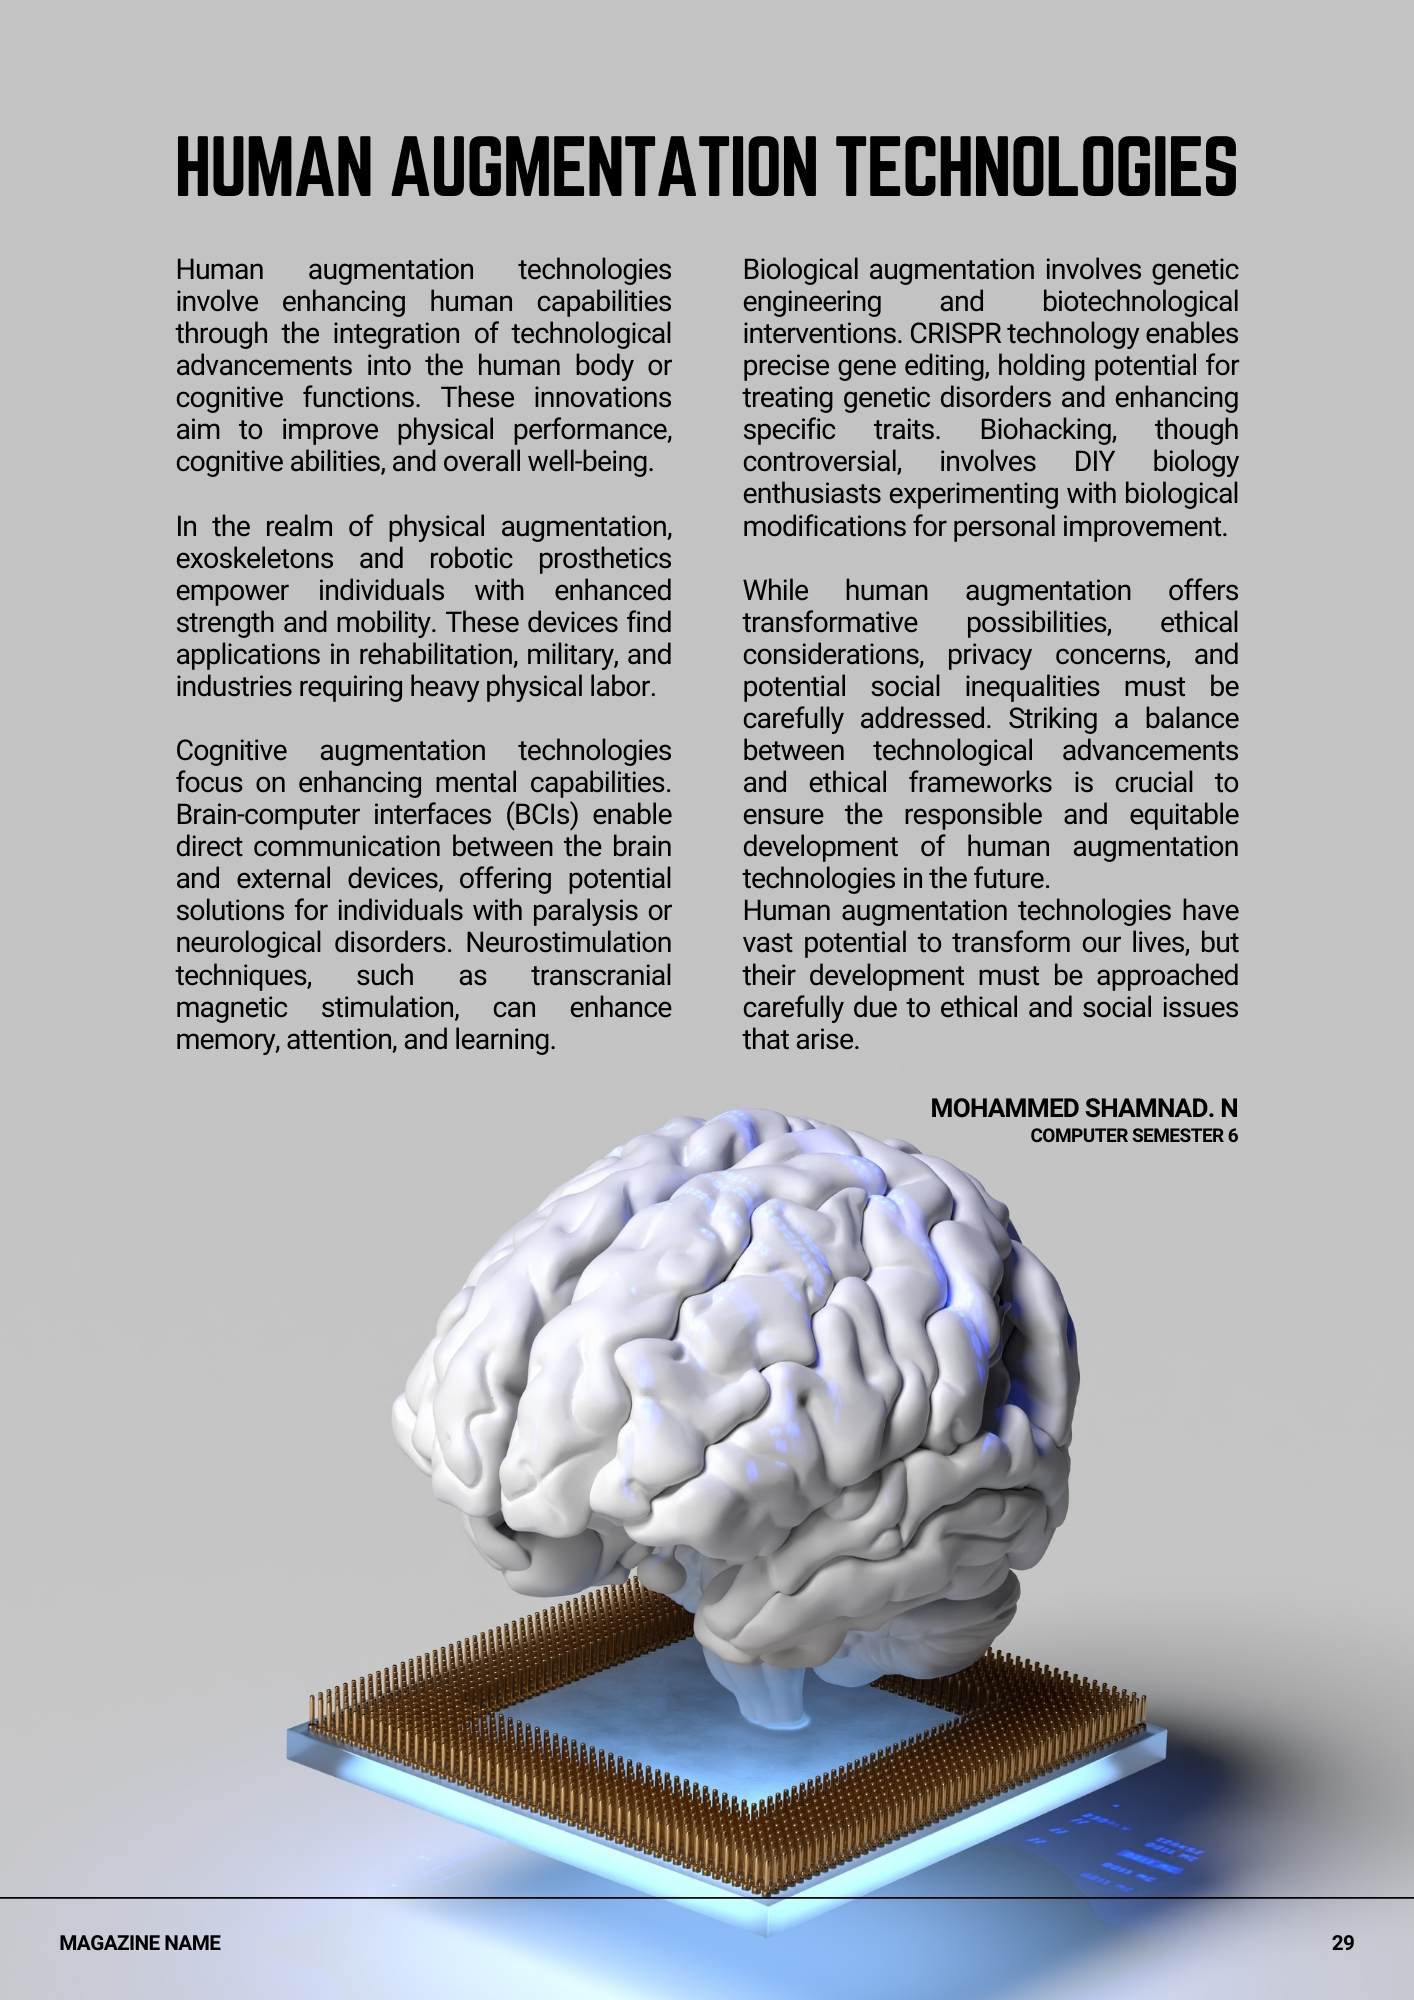 HUMAN AUGMENTATION TECHNOLOGIES
Human augmentation technologies
involve enhancing human capabilities
through the integration of technological
advancements into the human body or
cognitive functions. These innovations
aim to improve physical performance,
cognitive abilities, and overall well-being.
In the realm of physical augmentation,
exoskeletons and robotic prosthetics
empower individuals with enhanced
strength and mobility. These devices find
applications in rehabilitation, military, and
industries requiring heavy physical labor.
Cognitive augmentation technologies
focus on enhancing mental capabilities.
Brain-computer interfaces (BCIs) enable
direct communication between the brain
and external devices, offering potential
solutions for individuals with paralysis or
neurological disorders. Neurostimulation
techniques, such as transcranial
magnetic stimulation, can enhance
memory, attention, and learning.
Biological augmentation involves genetic
engineering and biotechnological
interventions. CRISPR technology enables
precise gene editing, holding potential for
treating genetic disorders and enhancing
specific traits. Biohacking, though
controversial, involves DIY biology
enthusiasts experimenting with biological
modifications for personal improvement.
While human augmentation offers
transformative possibilities, ethical
considerations, privacy concerns, and
potential social inequalities must be
carefully addressed. Striking a balance
between technological advancements
and ethical frameworks is crucial to
ensure the responsible and equitable
development of human augmentation
technologies in the future.
Human augmentation technologies have
vast potential to transform our lives, but
their development must be approached
carefully due to ethical and social issues
that arise.
MOHAMMED SHAMNAD. N
COMPUTER SEMESTER 6
MAGAZINE NAME
29